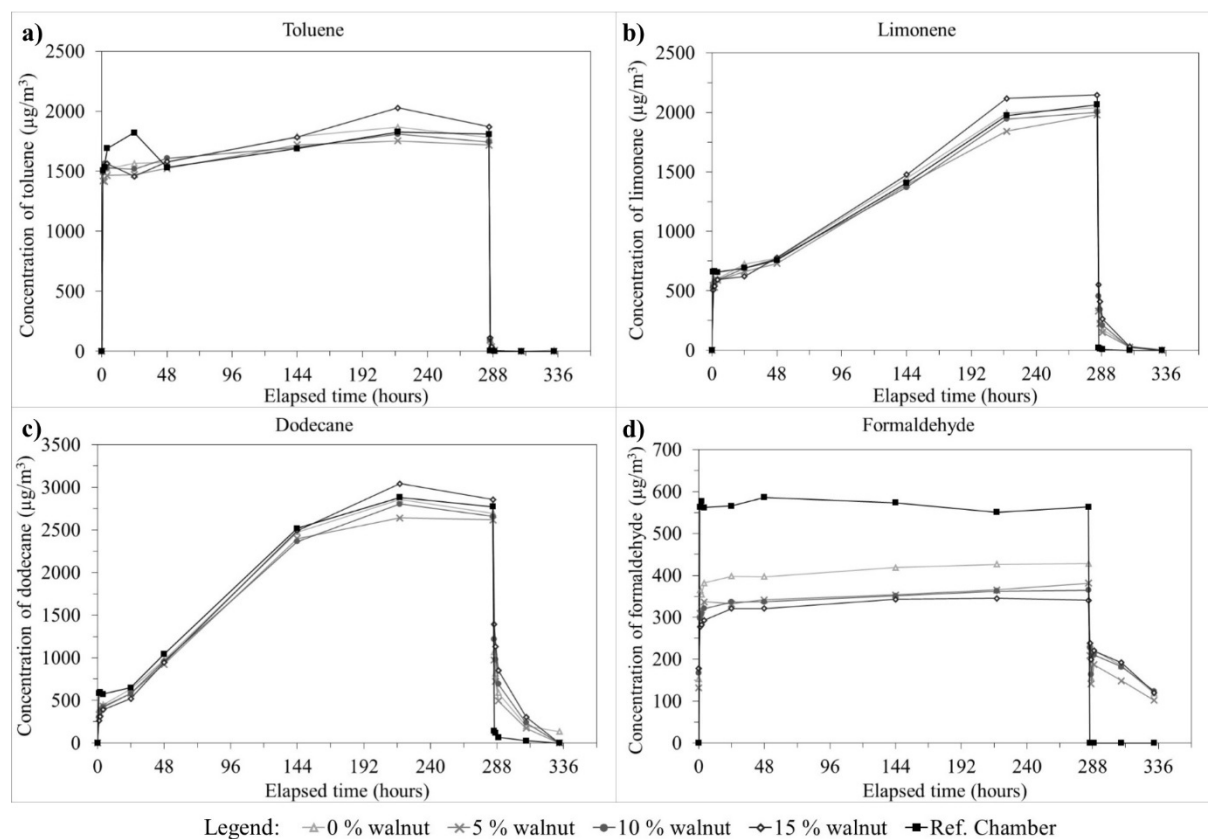 a) Toluene
2500
2000
1500
1000
500
0
Concentration of toluene (µg/m³)
0 48 96 144 192 240 288 336
Elapsed time (hours)
b) Limonene
2500
2000
1500
1000
500
0
Concentration of limonene (µg/m³)
0 48 96 144 192 240 288 336
Elapsed time (hours)
c) Dodecane
3500
3000
2500
2000
1500
1000
500
0
Concentration of dodecane (µg/m³)
0 48 96 144 192 240 288 336
Elapsed time (hours)
d) Formaldehyde
700
600
500
400
300
200
100
0
Concentration of formaldehyde (µg/m³)
0 48 96 144 192 240 288 336
Elapsed time (hours)
Legend: 0 % walnut 5 % walnut 10 % walnut 15 % walnut Ref. Chamber